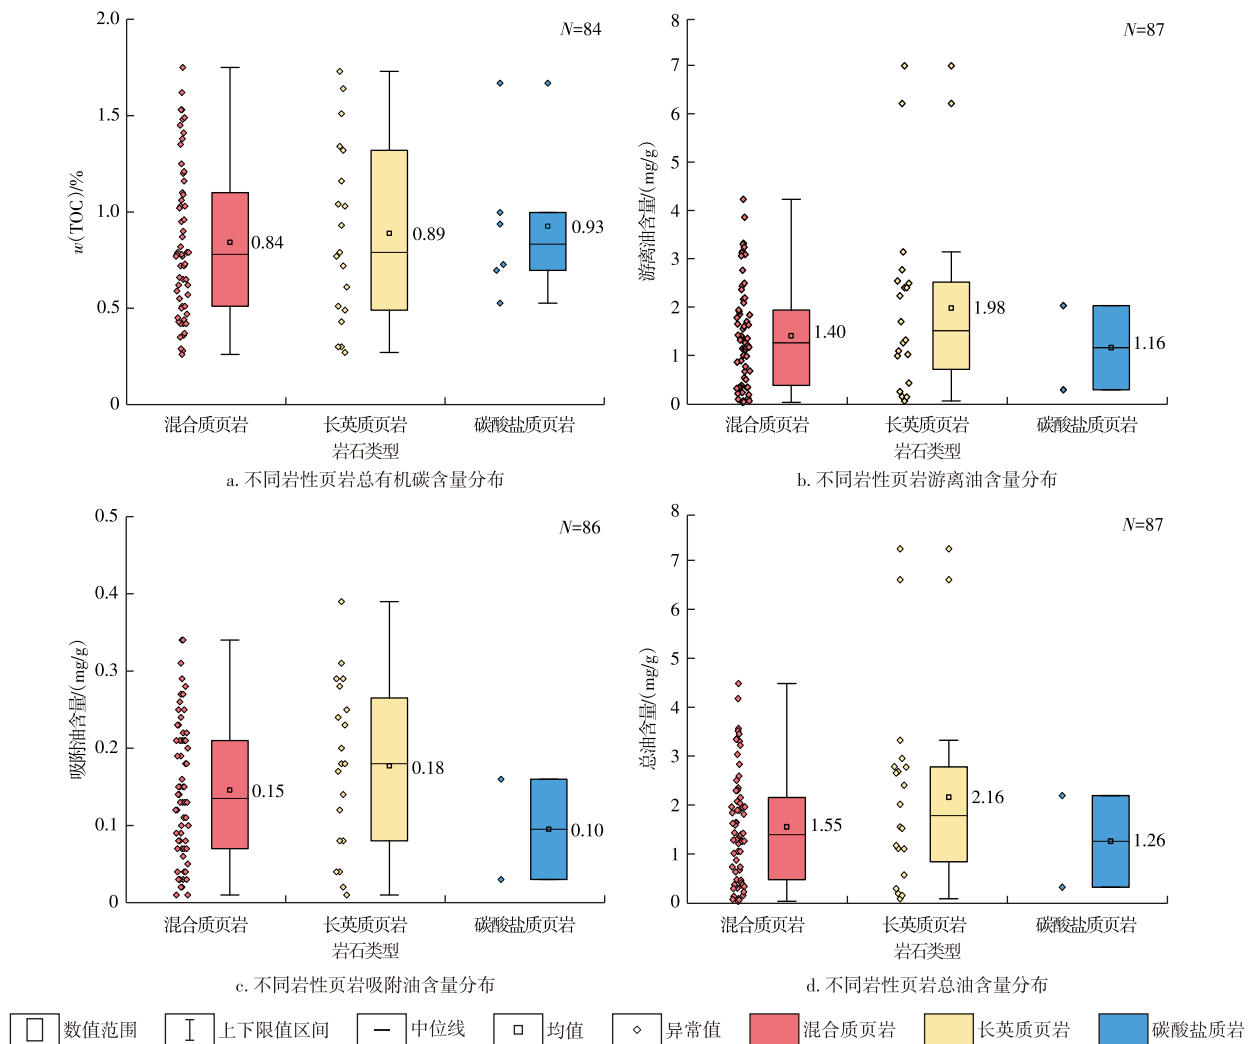 2.0
1.5
1.0
0.5
0
w(TOC)/%
N=84
0.84
0.89
0.93
混合质页岩
长英质页岩
碳酸盐质页岩
岩石类型
a. 不同岩性页岩总有机碳含量分布
8
7
6
5
4
3
2
1
0
游离油含量/(mg/g)
N=87
1.40
1.98
1.16
混合质页岩
长英质页岩
碳酸盐质页岩
岩石类型
b. 不同岩性页岩游离油含量分布
0.5
0.4
0.3
0.2
0.1
0
吸附油含量/(mg/g)
N=86
0.15
0.18
0.10
混合质页岩
长英质页岩
碳酸盐质页岩
岩石类型
c. 不同岩性页岩吸附油含量分布
8
7
6
5
4
3
2
1
0
总油含量/(mg/g)
N=87
1.55
2.16
1.26
混合质页岩
长英质页岩
碳酸盐质页岩
岩石类型
d. 不同岩性页岩总油含量分布
数值范围 上下限值区间 中位线 均值 异常值 混合质页岩 长英质页岩 碳酸盐质岩